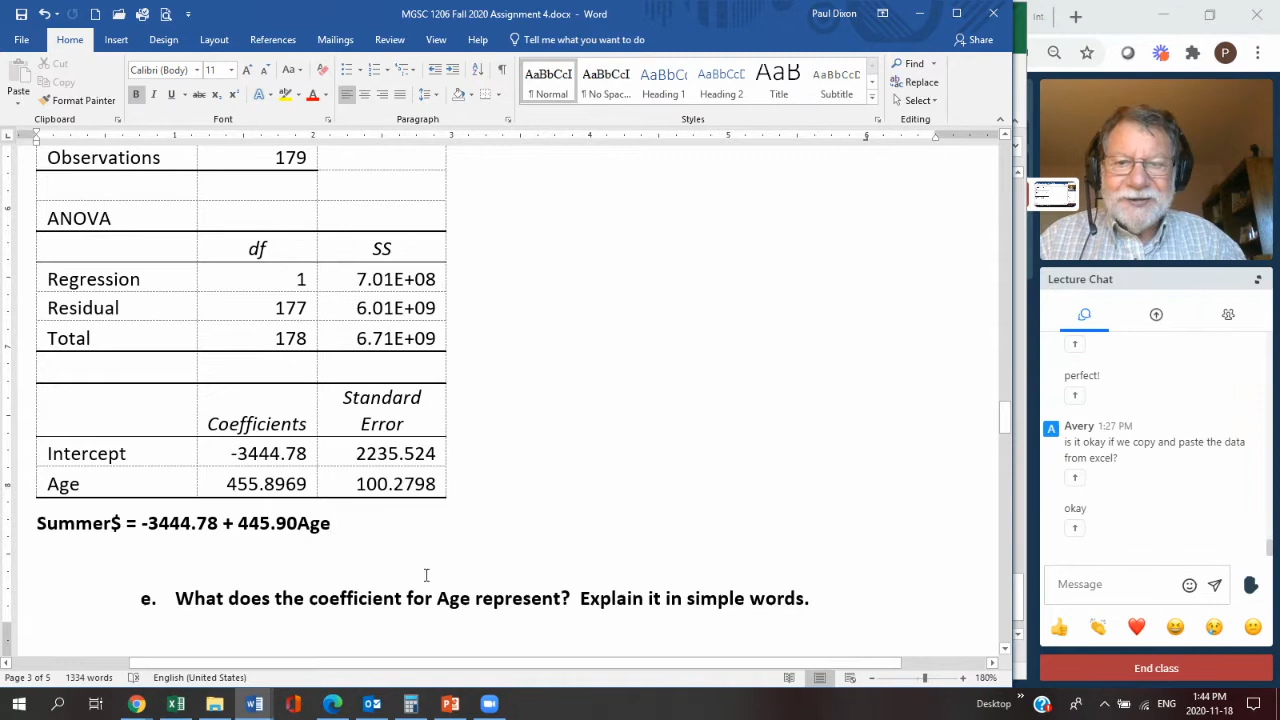 MGSC 1206 Fall 2020 Assignment 4.docx - Word
Paul Dixon
File Home Insert Design Layout References Mailings Review View Help Tell me what you want to do Share
Cut
Copy
Format Painter
Paste
Clipboard
Calibri (Body) 11
Font
Paragraph
AaBbCcI AaBbCcI AaBbCc AaBbCcI AaB AaBbCcI
¶ Normal ¶ No Spac... Heading 1 Heading 2 Title Subtitle
Styles
Find
Replace
Select
Editing
Observations 179
ANOVA
df SS
Regression 1 7.01E+08
Residual 177 6.01E+09
Total 178 6.71E+09
Standard
Coefficients Error
Intercept -3444.78 2235.524
Age 455.8969 100.2798
Summer$ = -3444.78 + 445.90Age
e. What does the coefficient for Age represent? Explain it in simple words.
Page 3 of 5 1334 words English (United States) 180%
P
Lecture Chat
perfect!
A Avery 1:27 PM
is it okay if we copy and paste the data
from excel?
okay
Message
End class
Desktop ENG 1:44 PM
2020-11-18